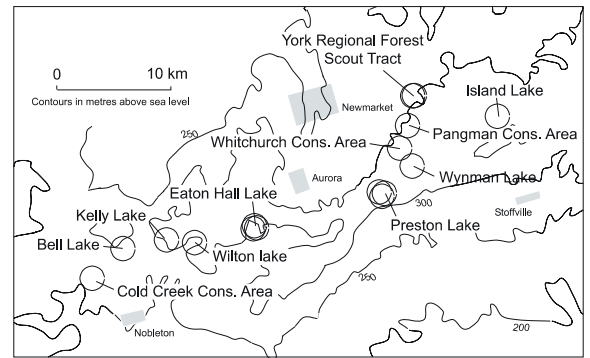 York Regional Forest
Scout Tract
0 10 km
Island Lake
Contours in metres above sea level
Newmarket
250
Pangman Cons. Area
Whitchurch Cons. Area
Wynman Lake
Aurora
Eaton Hall Lake
300
Stoffville
Kelly Lake
Preston Lake
Bell Lake
Wilton lake
250
Cold Creek Cons. Area
200
Nobleton